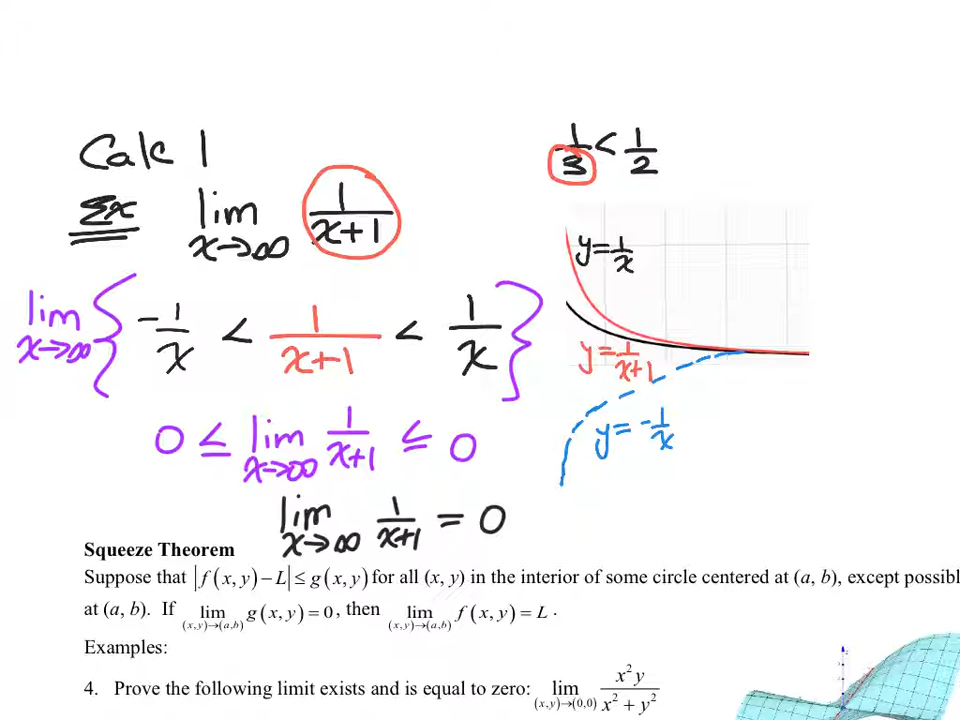 Calc 1
Ex lim x→∞ 1/(x+1)
1/3 < 1/2
lim x→∞ { -1/x < 1/(x+1) < 1/x }
y = 1/x
y = 1/(x+1)
y = -1/x
0 ≤ lim x→∞ 1/(x+1) ≤ 0
lim x→∞ 1/(x+1) = 0
Squeeze Theorem
Suppose that |f(x, y) − L| ≤ g(x, y) for all (x, y) in the interior of some circle centered at (a, b), except possibl
at (a, b). If lim (x,y)→(a,b) g(x, y) = 0, then lim (x,y)→(a,b) f(x, y) = L .
Examples:
4. Prove the following limit exists and is equal to zero: lim (x,y)→(0,0) x²y/(x² + y²)